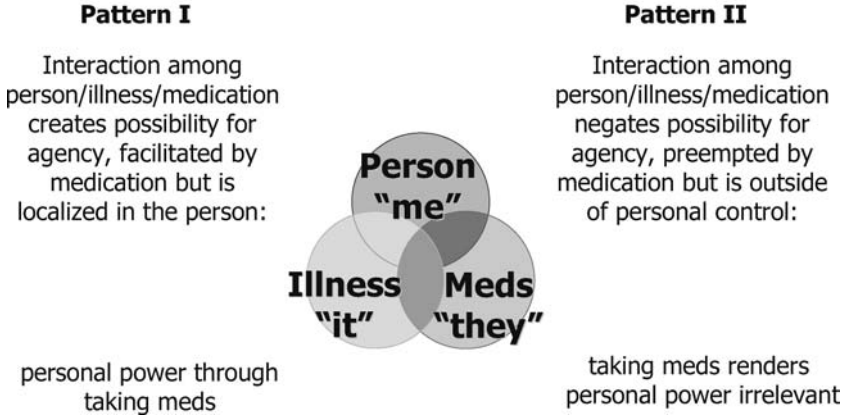 Pattern I
Interaction among
person/illness/medication
creates possibility for
agency, facilitated by
medication but is
localized in the person:
personal power through
taking meds
Person
“me”
Illness
“it”
Meds
“they”
Pattern II
Interaction among
person/illness/medication
negates possibility for
agency, preempted by
medication but is outside
of personal control:
taking meds renders
personal power irrelevant